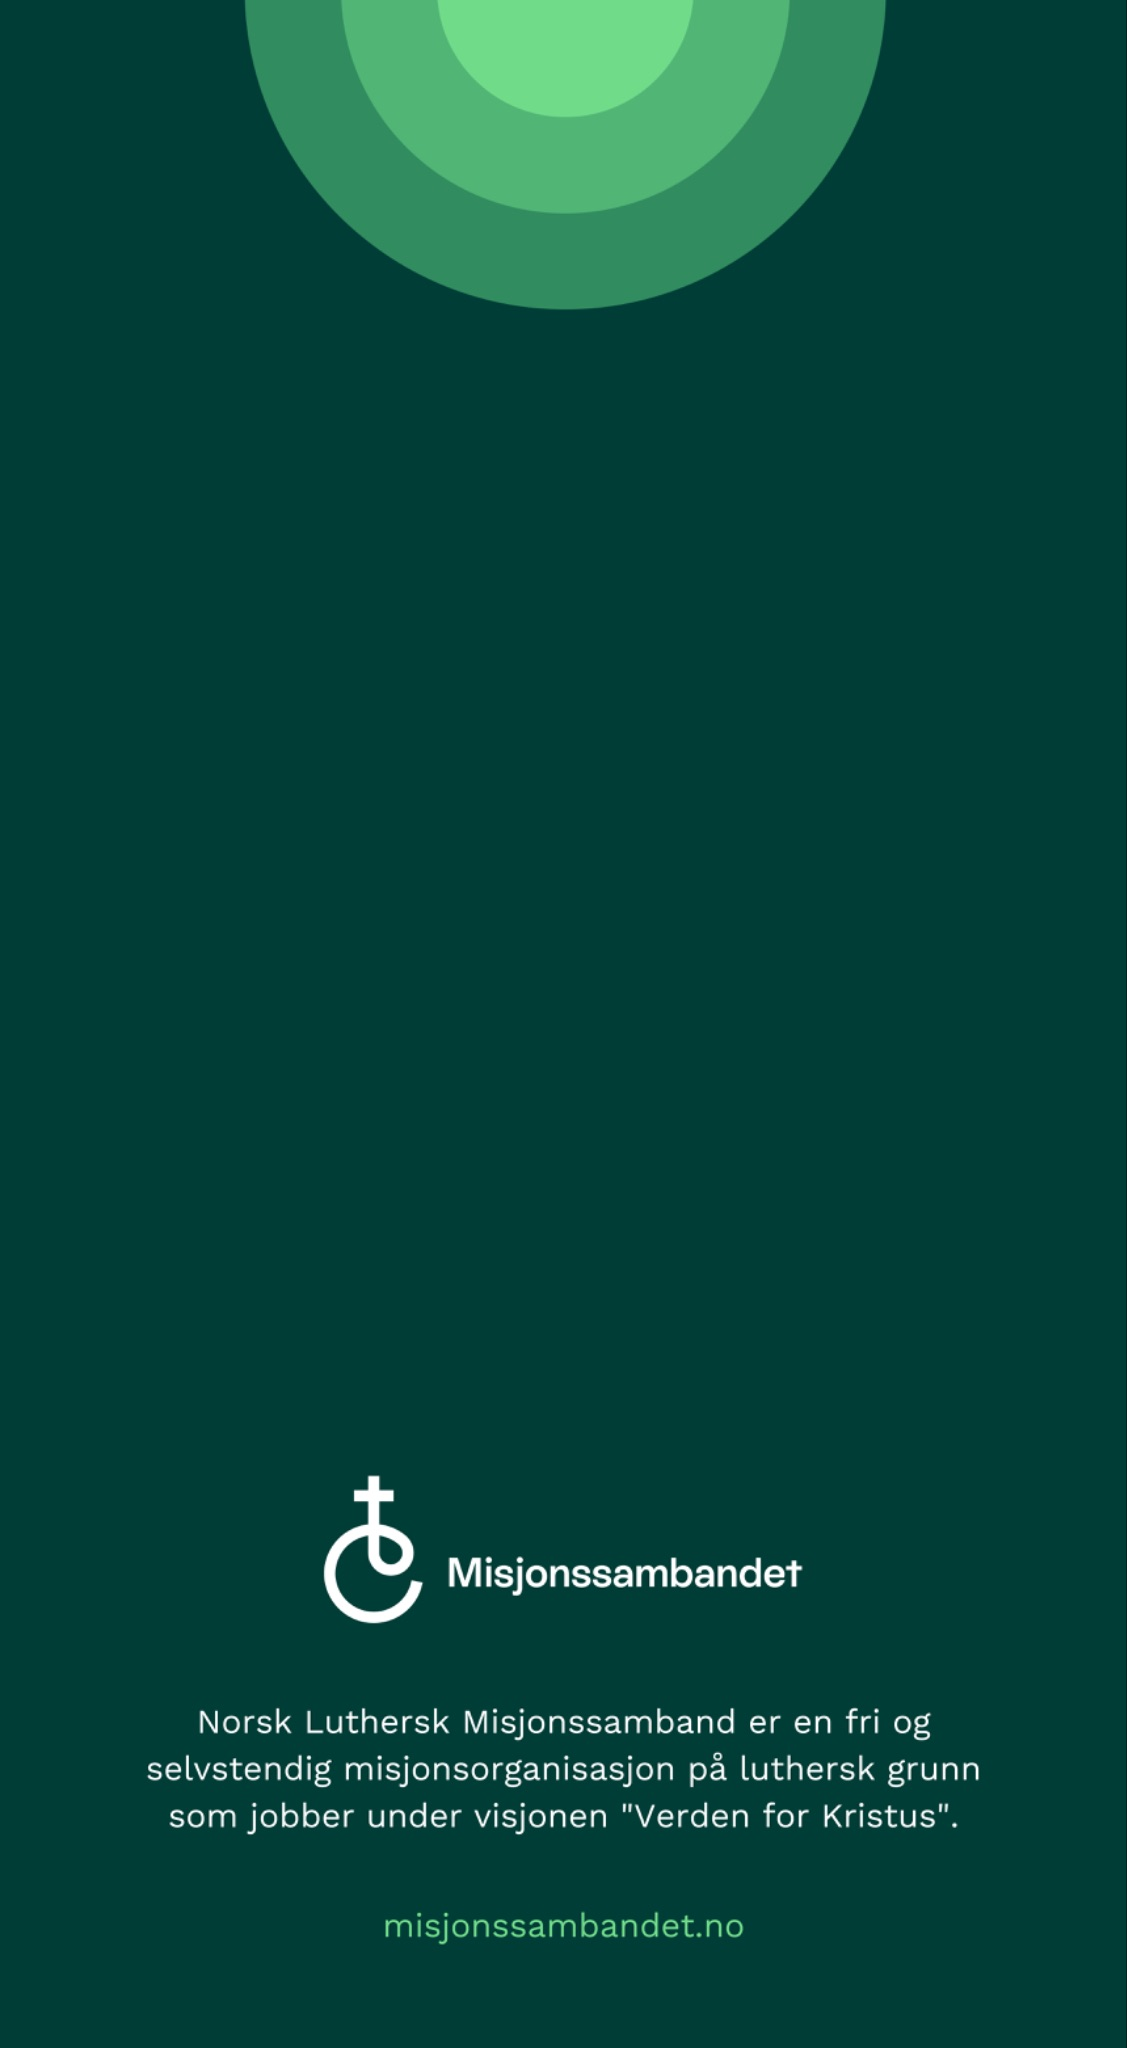 Misjonssambandet
Norsk Luthersk Misjonssamband er en fri og
selvstendig misjonsorganisasjon på luthersk grunn
som jobber under visjonen "Verden for Kristus".
misjonssambandet.no